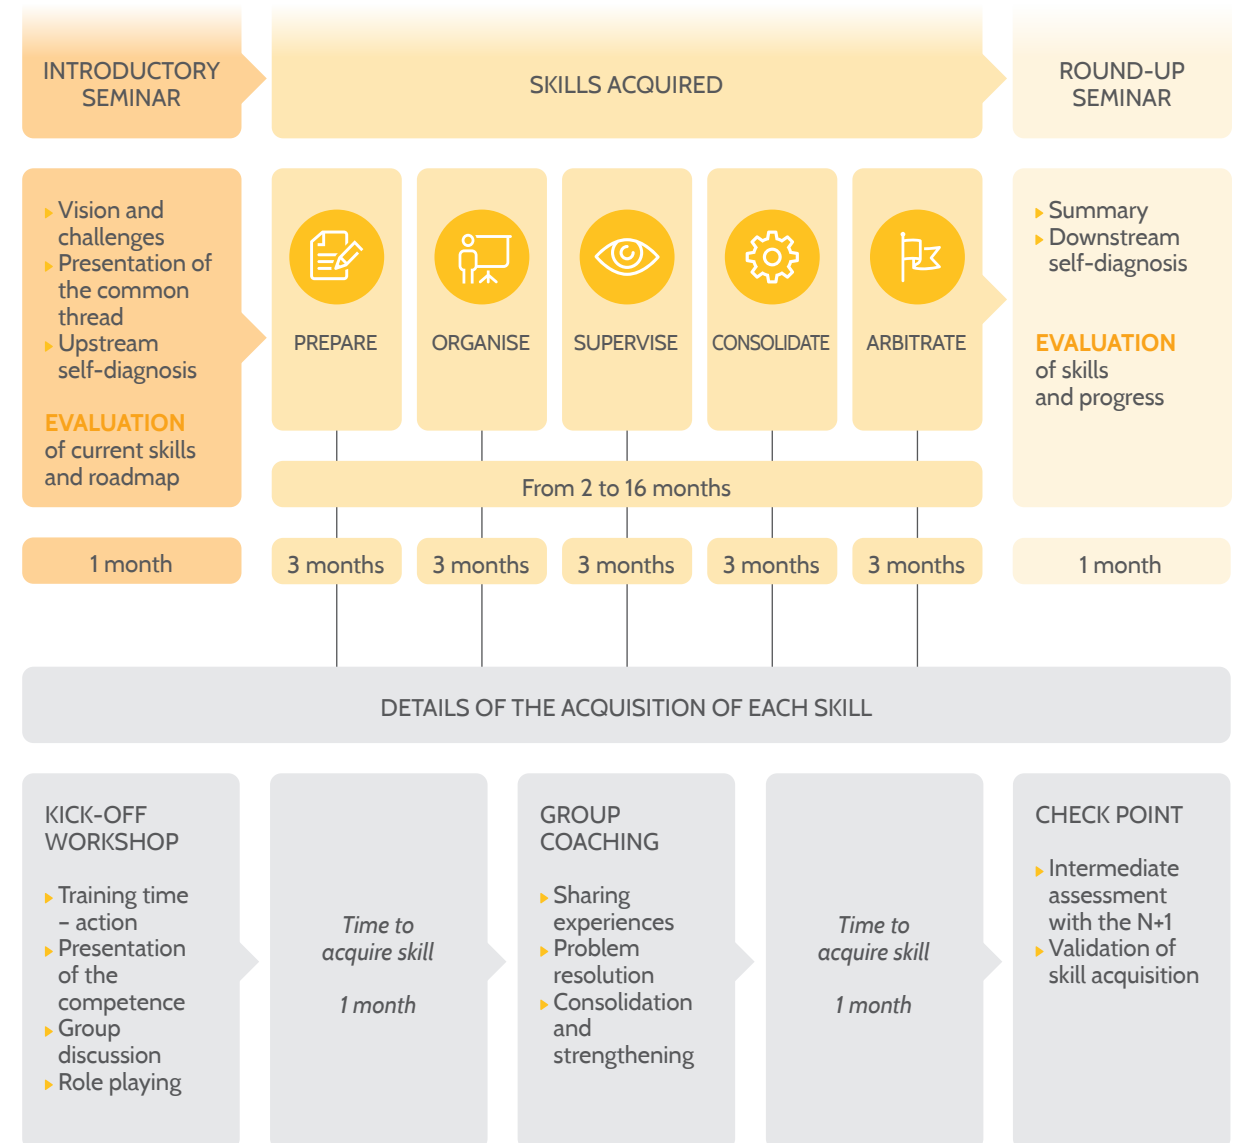 INTRODUCTORY
SEMINAR
SKILLS ACQUIRED
ROUND-UP
SEMINAR
Vision and
challenges
Presentation of
the common
thread
Upstream
self-diagnosis
EVALUATION
of current skills
and roadmap
PREPARE
ORGANISE
SUPERVISE
CONSOLIDATE
ARBITRATE
Summary
Downstream
self-diagnosis
EVALUATION
of skills
and progress
From 2 to 16 months
1 month
3 months
3 months
3 months
3 months
3 months
1 month
DETAILS OF THE ACQUISITION OF EACH SKILL
KICK-OFF
WORKSHOP
Training time
– action
Presentation
of the
competence
Group
discussion
Role playing
Time to
acquire skill
1 month
GROUP
COACHING
Sharing
experiences
Problem
resolution
Consolidation
and
strengthening
Time to
acquire skill
1 month
CHECK POINT
Intermediate
assessment
with the N+1
Validation of
skill acquisition